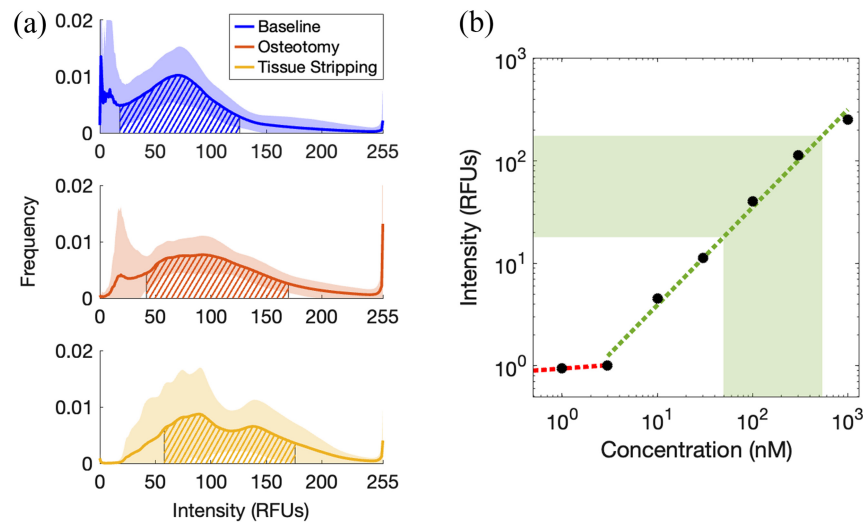 (a)
Baseline
Osteotomy
Tissue Stripping
0.02
0.01
0
0 50 100 150 200 255
0.02
0.01
0
0 50 100 150 200 255
Frequency
0.02
0.01
0
0 50 100 150 200 255
Intensity (RFUs)
(b)
10³
10²
10¹
10⁰
Intensity (RFUs)
10⁰ 10¹ 10² 10³
Concentration (nM)